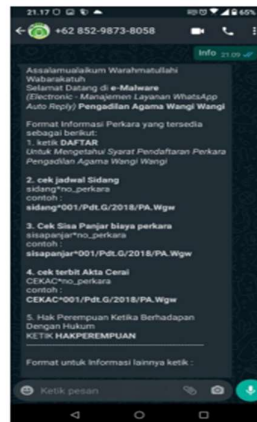 21.17
65%
+62 852-9873-8058
Info 21.09
Assalamualaikum Warahmatullahi
Wabarakatuh
Selamat Datang di e-Malware
(Electronic - Manajemen Layanan WhatsApp
Auto Reply) Pengadilan Agama Wangi Wangi
Format Informasi Perkara yang tersedia
sebagai berikut:
1. ketik DAFTAR
Untuk Mengetahui Syarat Pendaftaran Perkara
Pengadilan Agama Wangi Wangi
2. cek jadwal Sidang
sidang*no_perkara
contoh :
sidang*001/Pdt.G/2018/PA.Wgw
3. Cek Sisa Panjar biaya perkara
sisapanjar*no_perkara
contoh :
sisapanjar*001/Pdt.G/2018/PA.Wgw
4. cek terbit Akta Cerai
CEKAC*no_perkara
contoh :
CEKAC*001/Pdt.G/2018/PA.Wgw
5. Hak Perempuan Ketika Berhadapan
Dengan Hukum
KETIK HAKPEREMPUAN
Format untuk Informasi lainnya ketik :
Ketik pesan